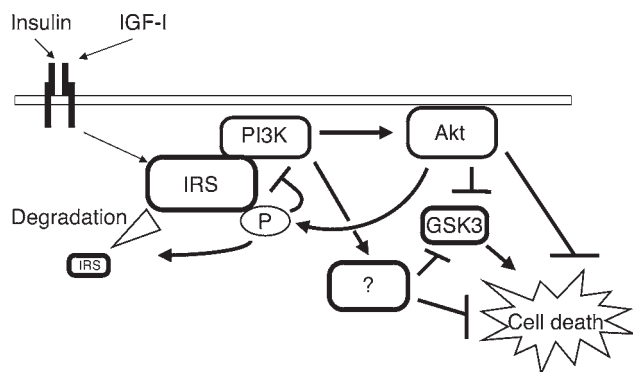 Insulin IGF-I
PI3K
Akt
IRS
Degradation
P
GSK3
IRS
?
Cell death